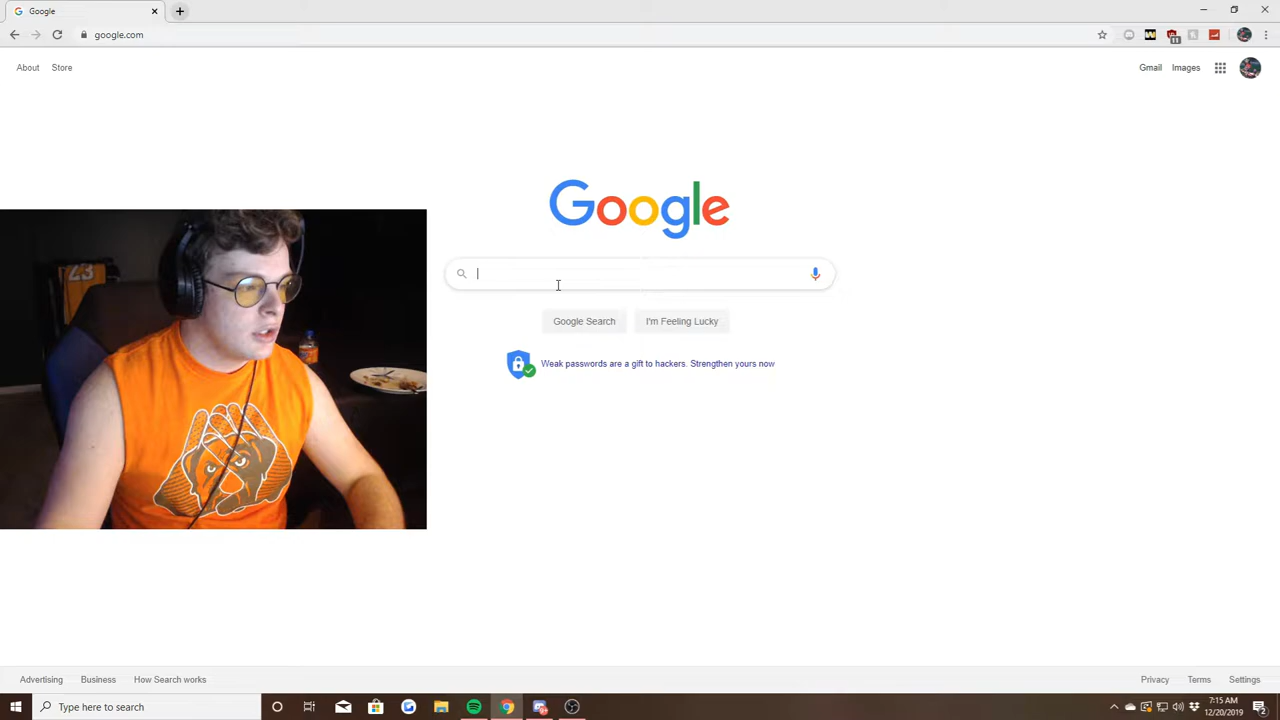 Google
google.com
About Store
Gmail Images
Google
Google Search I'm Feeling Lucky
Weak passwords are a gift to hackers. Strengthen yours now
23
Advertising Business How Search works
Privacy Terms Settings
Type here to search
7:15 AM
12/20/2019
2